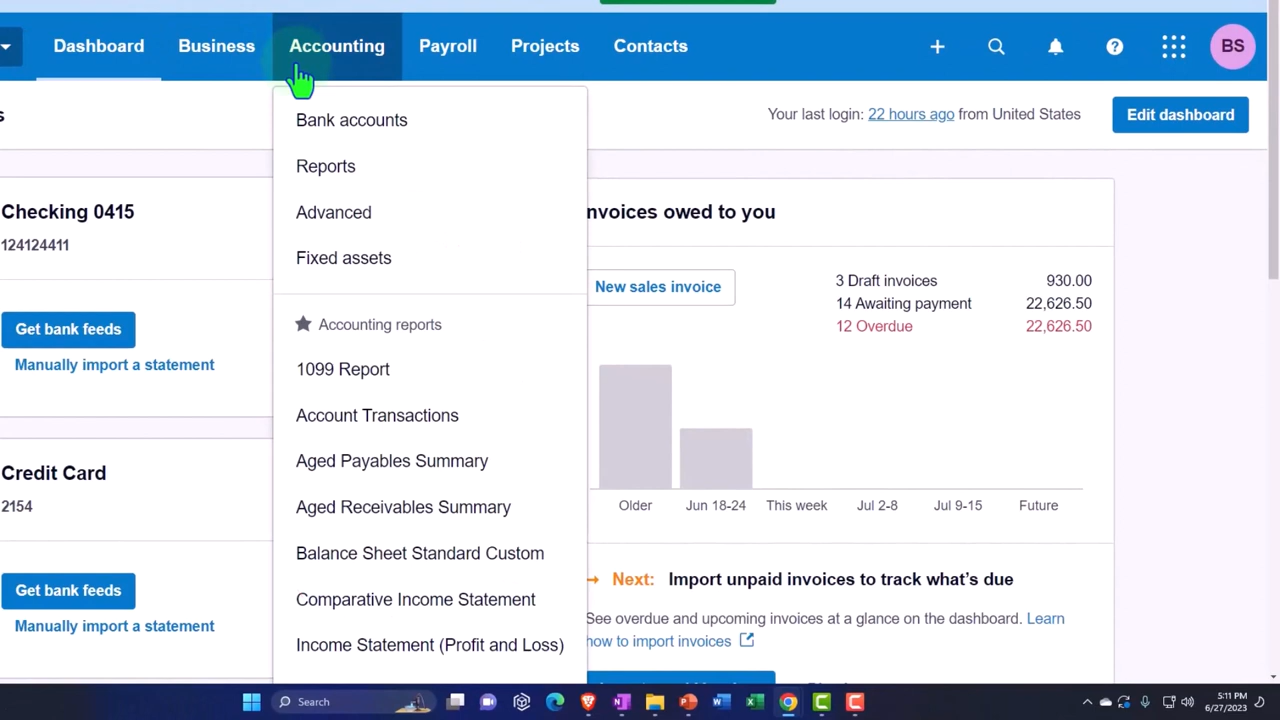 Dashboard Business Accounting Payroll Projects Contacts BS
s
Your last login: 22 hours ago from United States
Edit dashboard
Bank accounts
Reports
Advanced
Fixed assets
Accounting reports
1099 Report
Account Transactions
Aged Payables Summary
Aged Receivables Summary
Balance Sheet Standard Custom
Comparative Income Statement
Income Statement (Profit and Loss)
Checking 0415
124124411
Get bank feeds
Manually import a statement
Credit Card
2154
Get bank feeds
Manually import a statement
nvoices owed to you
New sales invoice
3 Draft invoices 930.00
14 Awaiting payment 22,626.50
12 Overdue 22,626.50
Older Jun 18-24 This week Jul 2-8 Jul 9-15 Future
Next: Import unpaid invoices to track what's due
See overdue and upcoming invoices at a glance on the dashboard. Learn
how to import invoices
Search
5:11 PM
6/27/2023